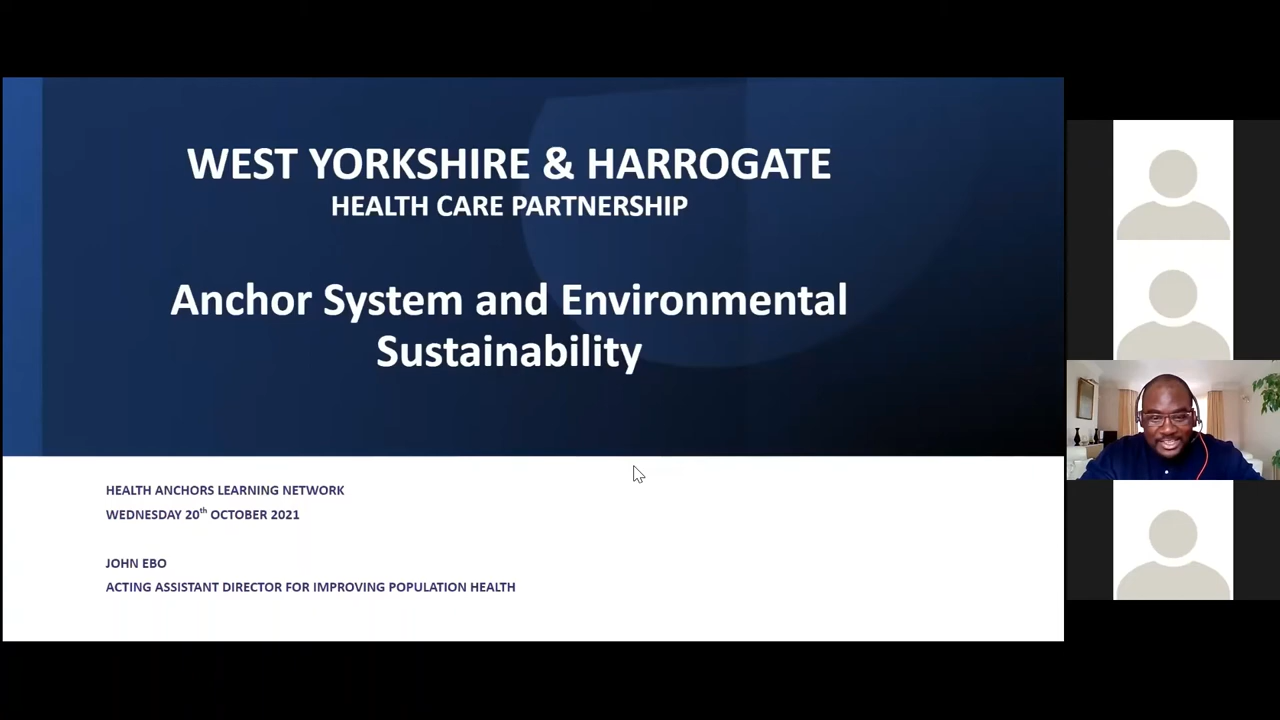 WEST YORKSHIRE & HARROGATE
HEALTH CARE PARTNERSHIP
Anchor System and Environmental
Sustainability
HEALTH ANCHORS LEARNING NETWORK
WEDNESDAY 20th OCTOBER 2021
JOHN EBO
ACTING ASSISTANT DIRECTOR FOR IMPROVING POPULATION HEALTH